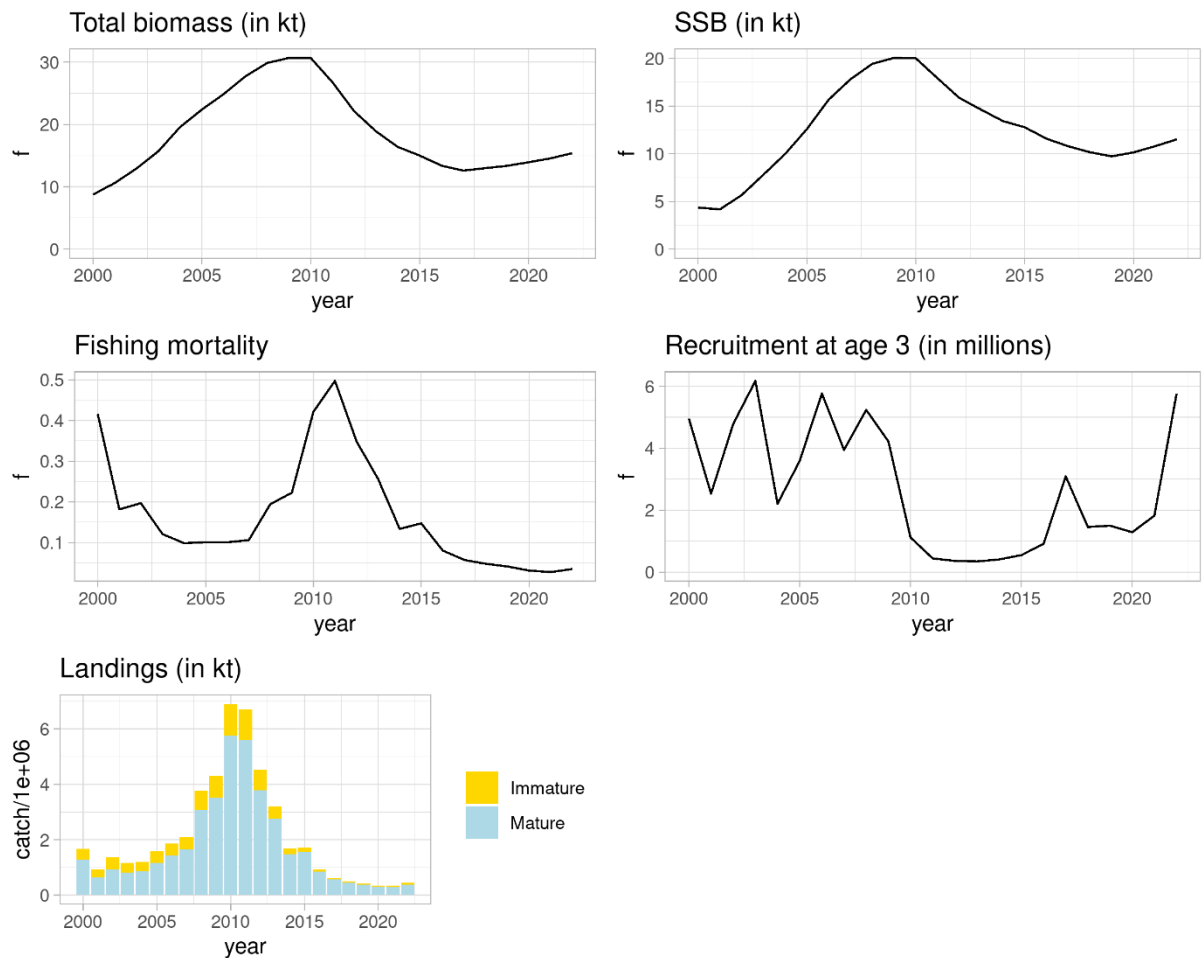 Total biomass (in kt)
f
30
20
10
0
2000 2005 2010 2015 2020
year
SSB (in kt)
f
20
15
10
5
0
2000 2005 2010 2015 2020
year
Fishing mortality
f
0.5
0.4
0.3
0.2
0.1
2000 2005 2010 2015 2020
year
Recruitment at age 3 (in millions)
f
6
4
2
0
2000 2005 2010 2015 2020
year
Landings (in kt)
catch/1e+06
6
4
2
0
2000 2005 2010 2015 2020
year
Immature
Mature